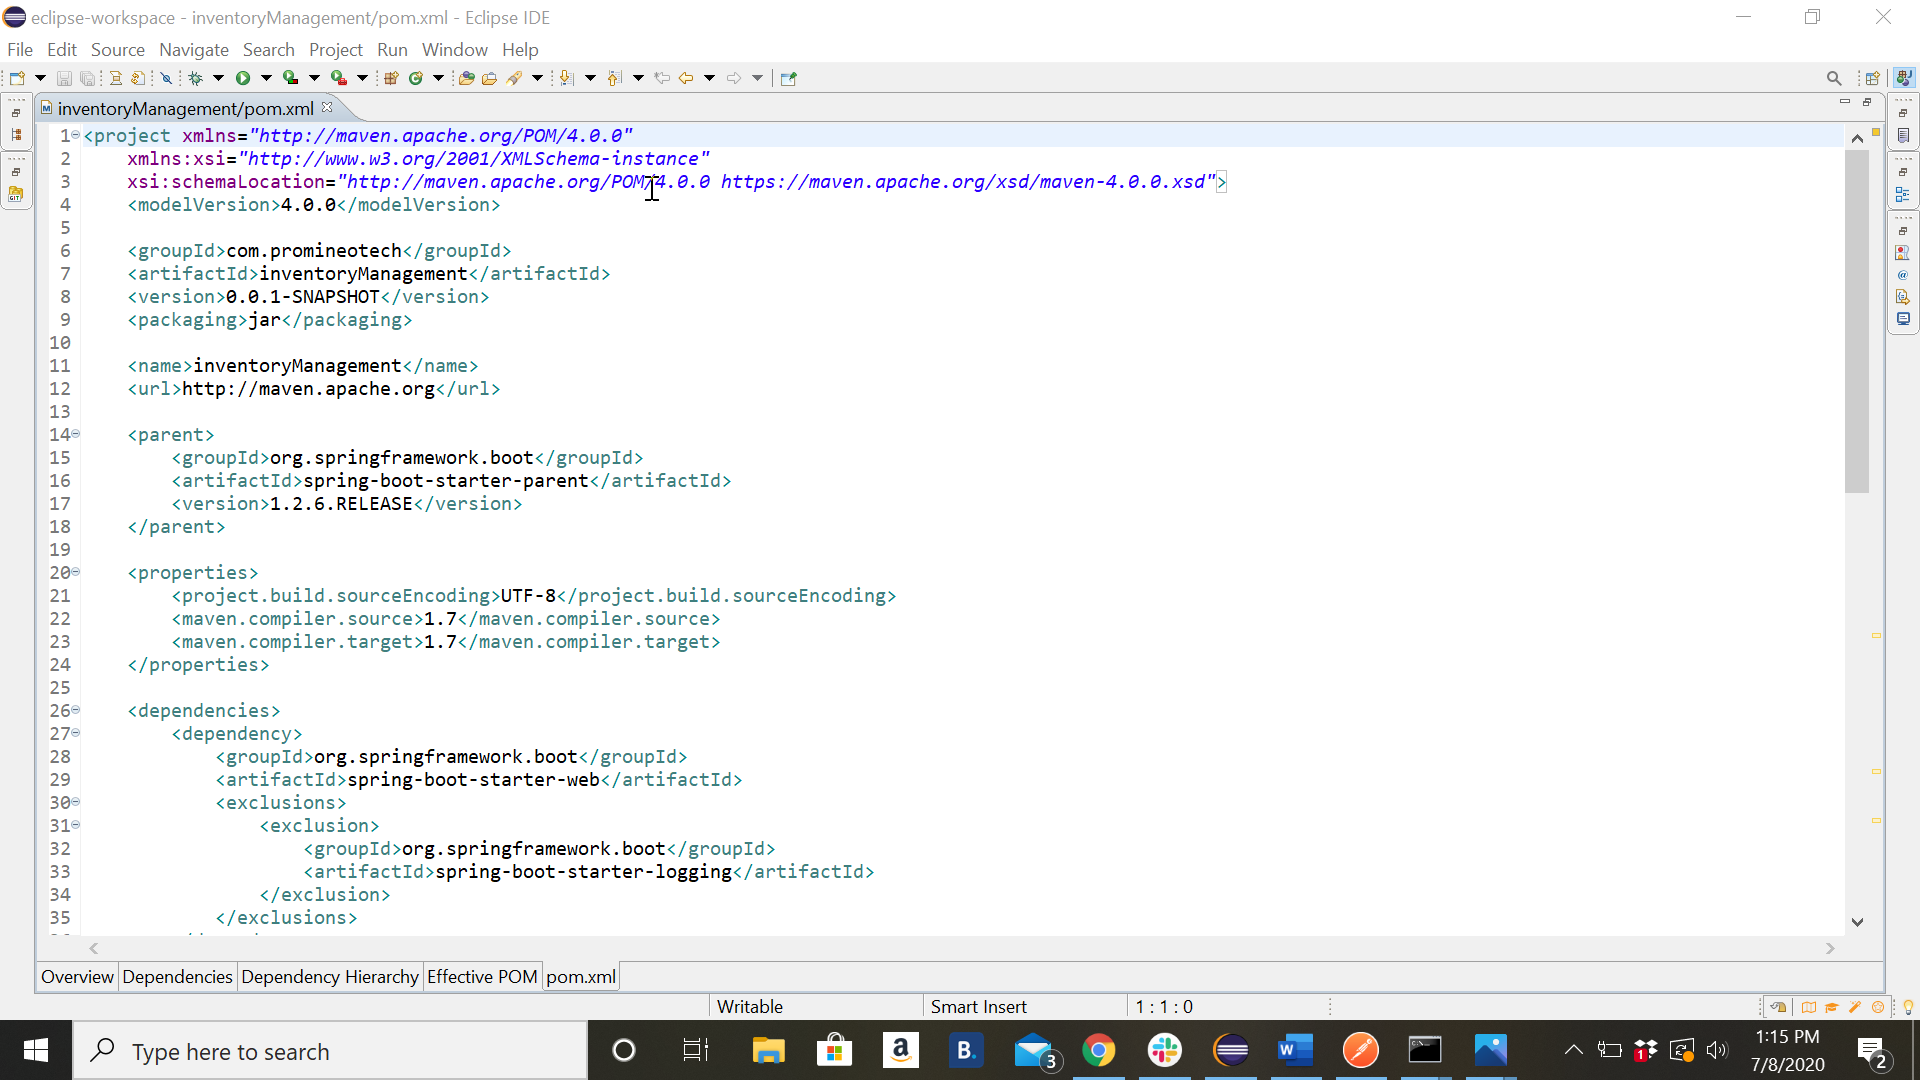 eclipse-workspace - inventoryManagement/pom.xml - Eclipse IDE
File Edit Source Navigate Search Project Run Window Help
inventoryManagement/pom.xml
1 <project xmlns="http://maven.apache.org/POM/4.0.0"
2 xmlns:xsi="http://www.w3.org/2001/XMLSchema-instance"
3 xsi:schemaLocation="http://maven.apache.org/POM/4.0.0 https://maven.apache.org/xsd/maven-4.0.0.xsd">
4 <modelVersion>4.0.0</modelVersion>
5
6 <groupId>com.promineotech</groupId>
7 <artifactId>inventoryManagement</artifactId>
8 <version>0.0.1-SNAPSHOT</version>
9 <packaging>jar</packaging>
10
11 <name>inventoryManagement</name>
12 <url>http://maven.apache.org</url>
13
14 <parent>
15 <groupId>org.springframework.boot</groupId>
16 <artifactId>spring-boot-starter-parent</artifactId>
17 <version>1.2.6.RELEASE</version>
18 </parent>
19
20 <properties>
21 <project.build.sourceEncoding>UTF-8</project.build.sourceEncoding>
22 <maven.compiler.source>1.7</maven.compiler.source>
23 <maven.compiler.target>1.7</maven.compiler.target>
24 </properties>
25
26 <dependencies>
27 <dependency>
28 <groupId>org.springframework.boot</groupId>
29 <artifactId>spring-boot-starter-web</artifactId>
30 <exclusions>
31 <exclusion>
32 <groupId>org.springframework.boot</groupId>
33 <artifactId>spring-boot-starter-logging</artifactId>
34 </exclusion>
35 </exclusions>
Overview Dependencies Dependency Hierarchy Effective POM pom.xml
Writable Smart Insert 1 : 1 : 0
Type here to search
a B. 3 W 1 2
1:15 PM
7/8/2020